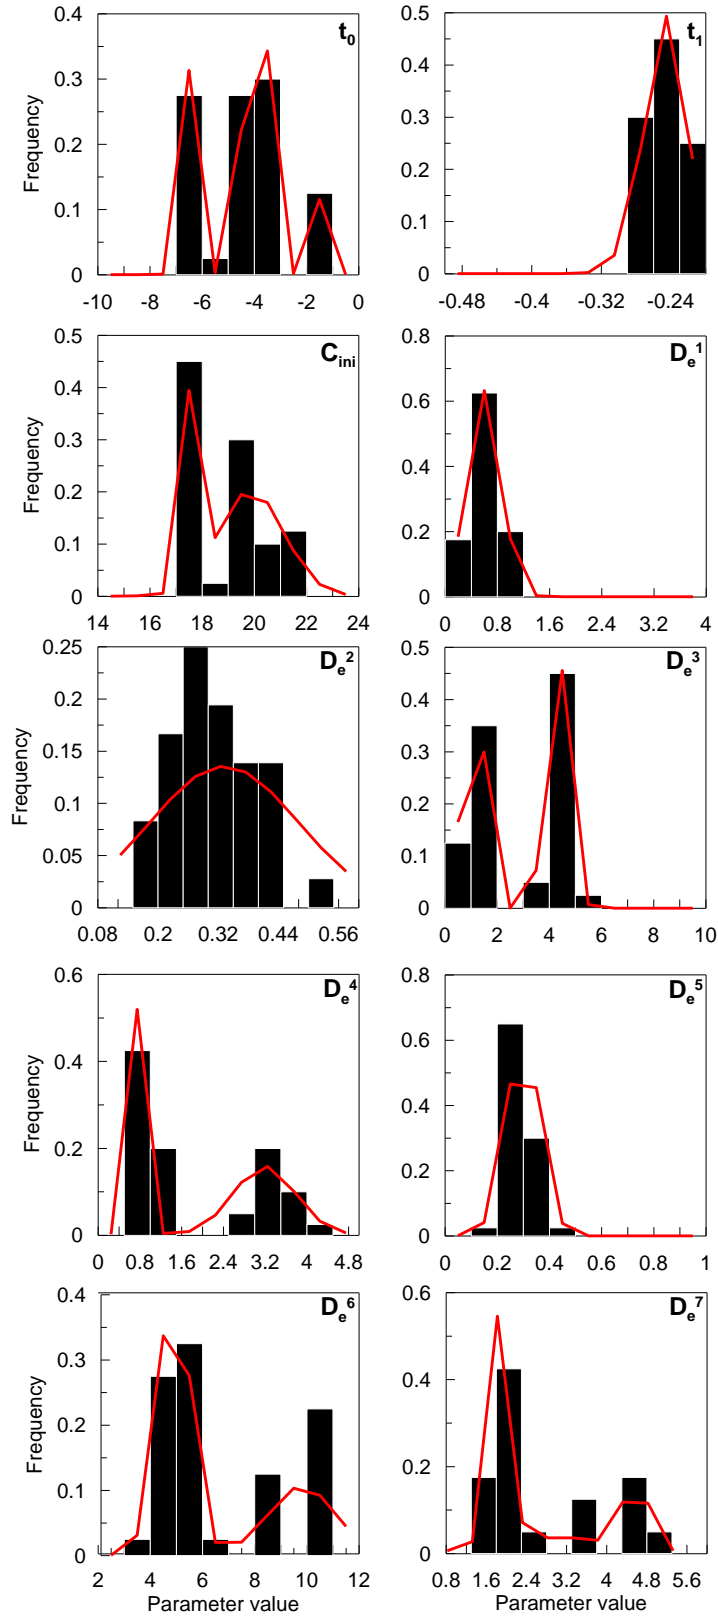 t0 t1
0.4 0.3 0.2 0.1 0
Frequency
-10 -8 -6 -4 -2 0
0.5 0.4 0.3 0.2 0.1 0
-0.48 -0.4 -0.32 -0.24
Cini De1
0.5 0.4 0.3 0.2 0.1 0
Frequency
14 16 18 20 22 24
0.8 0.6 0.4 0.2 0
0 0.8 1.6 2.4 3.2 4
De2 De3
0.25 0.2 0.15 0.1 0.05 0
Frequency
0.08 0.2 0.32 0.44 0.56
0.5 0.4 0.3 0.2 0.1 0
0 2 4 6 8 10
De4 De5
0.6 0.4 0.2 0
Frequency
0 0.8 1.6 2.4 3.2 4 4.8
0.8 0.6 0.4 0.2 0
0 0.2 0.4 0.6 0.8 1
De6 De7
0.4 0.3 0.2 0.1 0
Frequency
2 4 6 8 10 12
Parameter value
0.6 0.4 0.2 0
0.8 1.6 2.4 3.2 4 4.8 5.6
Parameter value